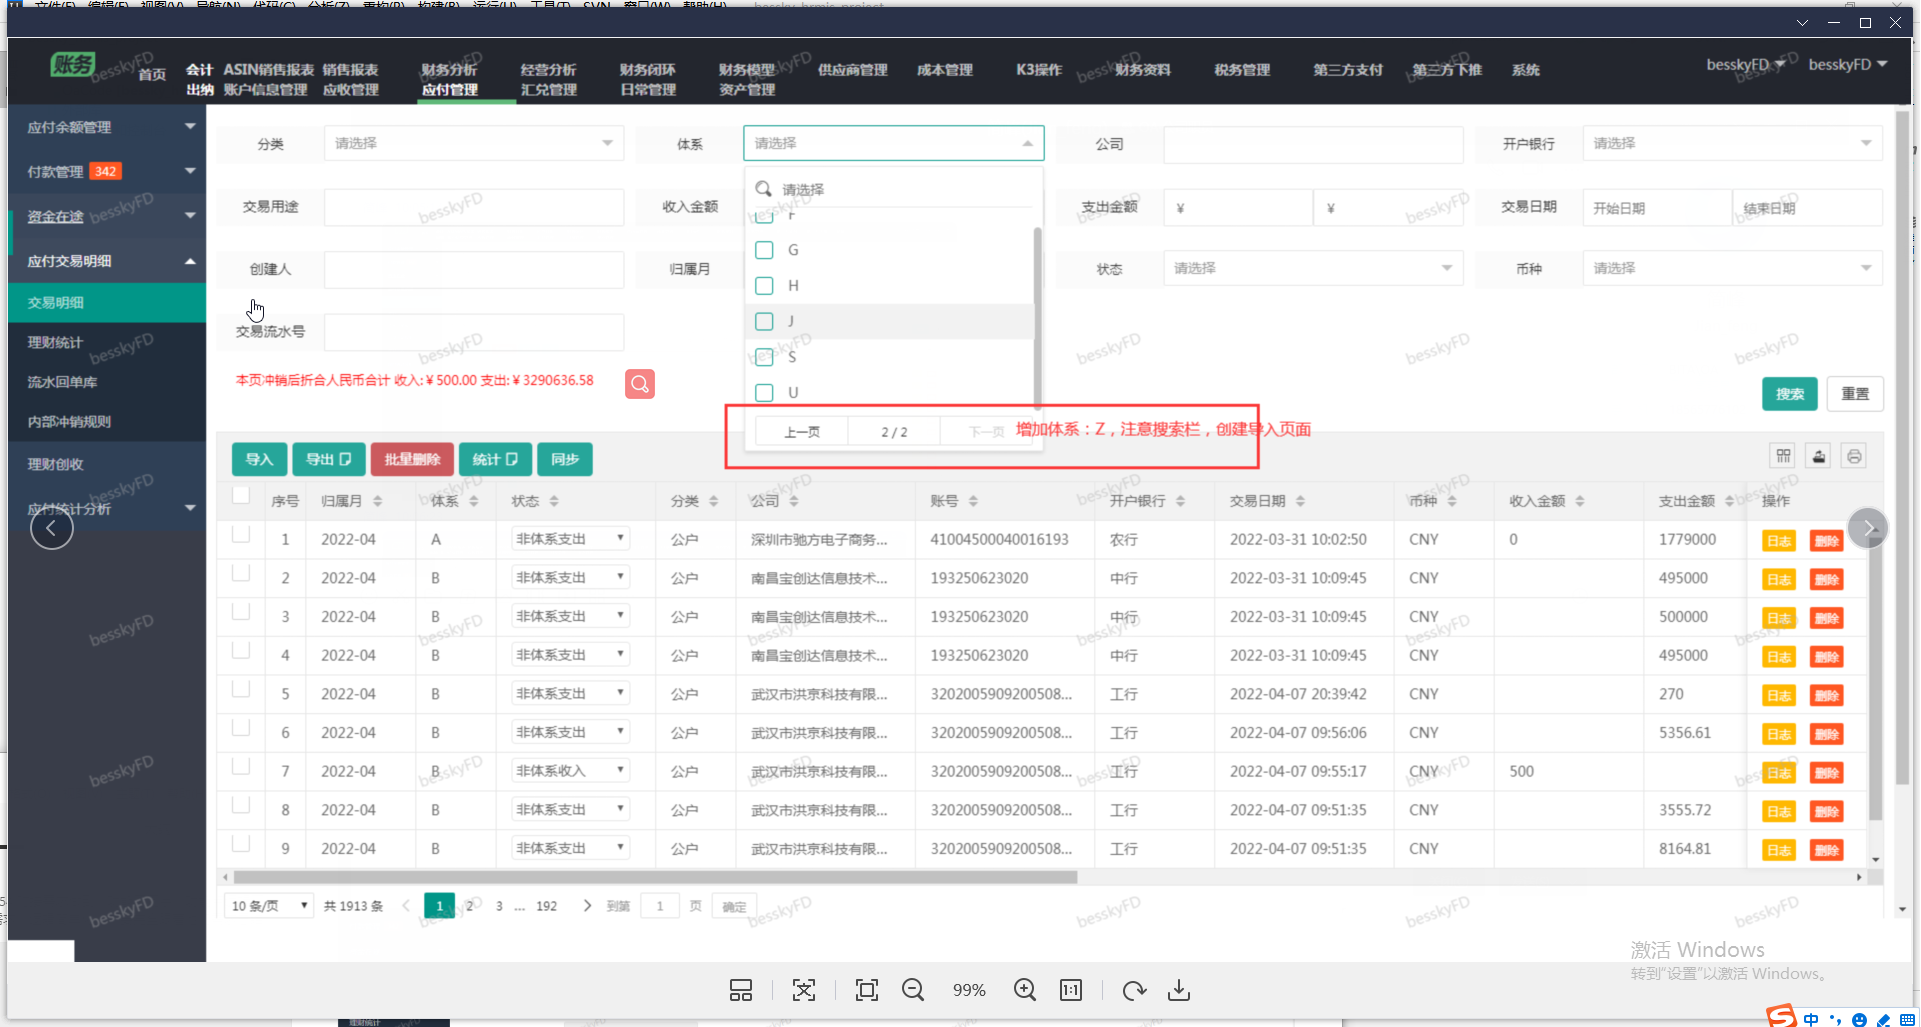 文件(F) 编辑(E) 视图(V) 导航(N) 代码(C) 分析(Z) 重构(R) 构建(B) 运行(U) 工具(T) SVN 窗口(W) 帮助(H)
账务
首页
会计 ASIN销售报表 销售报表 财务分析 经营分析 财务闭环 财务模型 供应商管理 成本管理 K3操作 财务资料 税务管理 第三方支付 第三方下推 系统
出纳 账户信息管理 应收管理 应付管理 汇兑管理 日常管理 资产管理
besskyFD besskyFD
应付余额管理
付款管理 342
资金在途
应付交易明细
交易明细
理财统计
流水回单库
内部冲销规则
理财创收
应付统计分析
分类 请选择 体系 请选择 公司 开户银行 请选择
交易用途 收入金额 支出金额 ¥ ¥ 交易日期 开始日期 结束日期
创建人 归属月 状态 请选择 币种 请选择
交易流水号
请选择
F
G
H
J
S
U
上一页 2 / 2 下一页
增加体系：Z，注意搜索栏，创建导入页面
本页冲销后折合人民币合计 收入:¥500.00 支出:¥3290636.58
搜索 重置
导入 导出 批量删除 统计 同步
序号 归属月 体系 状态 分类 公司 账号 开户银行 交易日期 币种 收入金额 支出金额 操作
1 2022-04 A 非体系支出 公户 深圳市驰方电子商务... 41004500040016193 农行 2022-03-31 10:02:50 CNY 0 1779000 日志 删除
2 2022-04 B 非体系支出 公户 南昌宝创达信息技术... 193250623020 中行 2022-03-31 10:09:45 CNY 495000 日志 删除
3 2022-04 B 非体系支出 公户 南昌宝创达信息技术... 193250623020 中行 2022-03-31 10:09:45 CNY 500000 日志 删除
4 2022-04 B 非体系支出 公户 南昌宝创达信息技术... 193250623020 中行 2022-03-31 10:09:45 CNY 495000 日志 删除
5 2022-04 B 非体系支出 公户 武汉市洪京科技有限... 3202005909200508... 工行 2022-04-07 20:39:42 CNY 270 日志 删除
6 2022-04 B 非体系支出 公户 武汉市洪京科技有限... 3202005909200508... 工行 2022-04-07 09:56:06 CNY 5356.61 日志 删除
7 2022-04 B 非体系收入 公户 武汉市洪京科技有限... 3202005909200508... 工行 2022-04-07 09:55:17 CNY 500 日志 删除
8 2022-04 B 非体系支出 公户 武汉市洪京科技有限... 3202005909200508... 工行 2022-04-07 09:51:35 CNY 3555.72 日志 删除
9 2022-04 B 非体系支出 公户 武汉市洪京科技有限... 3202005909200508... 工行 2022-04-07 09:51:35 CNY 8164.81 日志 删除
10 条/页 共 1913 条 1 2 3 ... 192 到第 1 页 确定
激活 Windows
转到“设置”以激活 Windows。
99%
1:1
理财统计
中